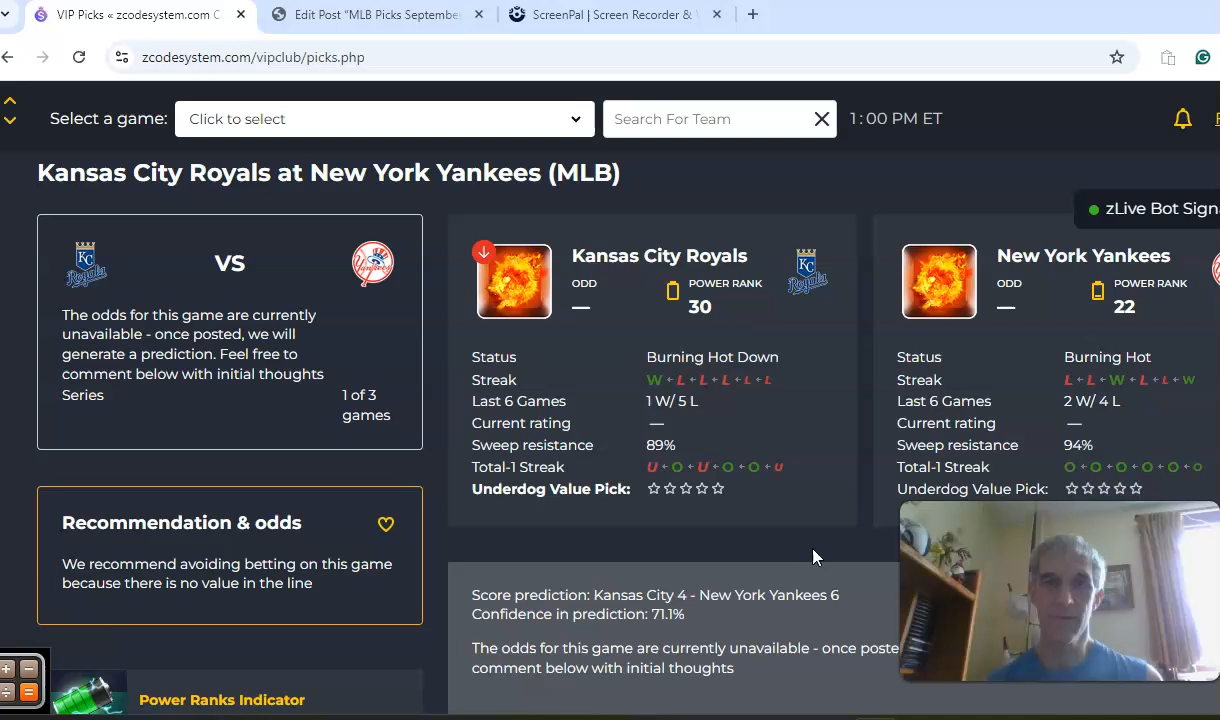 VIP Picks « zcodesystem.com C
Edit Post “MLB Picks Septembe
ScreenPal | Screen Recorder &
zcodesystem.com/vipclub/picks.php
Select a game:
Click to select
Search For Team
1:00 PM ET
Kansas City Royals at New York Yankees (MLB)
zLive Bot Sign
KC
Royals
VS
Yankees
The odds for this game are currently
unavailable - once posted, we will
generate a prediction. Feel free to
comment below with initial thoughts
Series
1 of 3
games
Kansas City Royals
ODD
—
POWER RANK
30
KC
Royals
Status
Burning Hot Down
Streak
W L L L L L
Last 6 Games
1 W/ 5 L
Current rating
—
Sweep resistance
89%
Total-1 Streak
U O U O O U
Underdog Value Pick:
New York Yankees
ODD
—
POWER RANK
22
Status
Burning Hot
Streak
L L W L L W
Last 6 Games
2 W/ 4 L
Current rating
—
Sweep resistance
94%
Total-1 Streak
O O O O O O
Underdog Value Pick:
Recommendation & odds
We recommend avoiding betting on this game
because there is no value in the line
Score prediction: Kansas City 4 - New York Yankees 6
Confidence in prediction: 71.1%
The odds for this game are currently unavailable - once poste
comment below with initial thoughts
Power Ranks Indicator